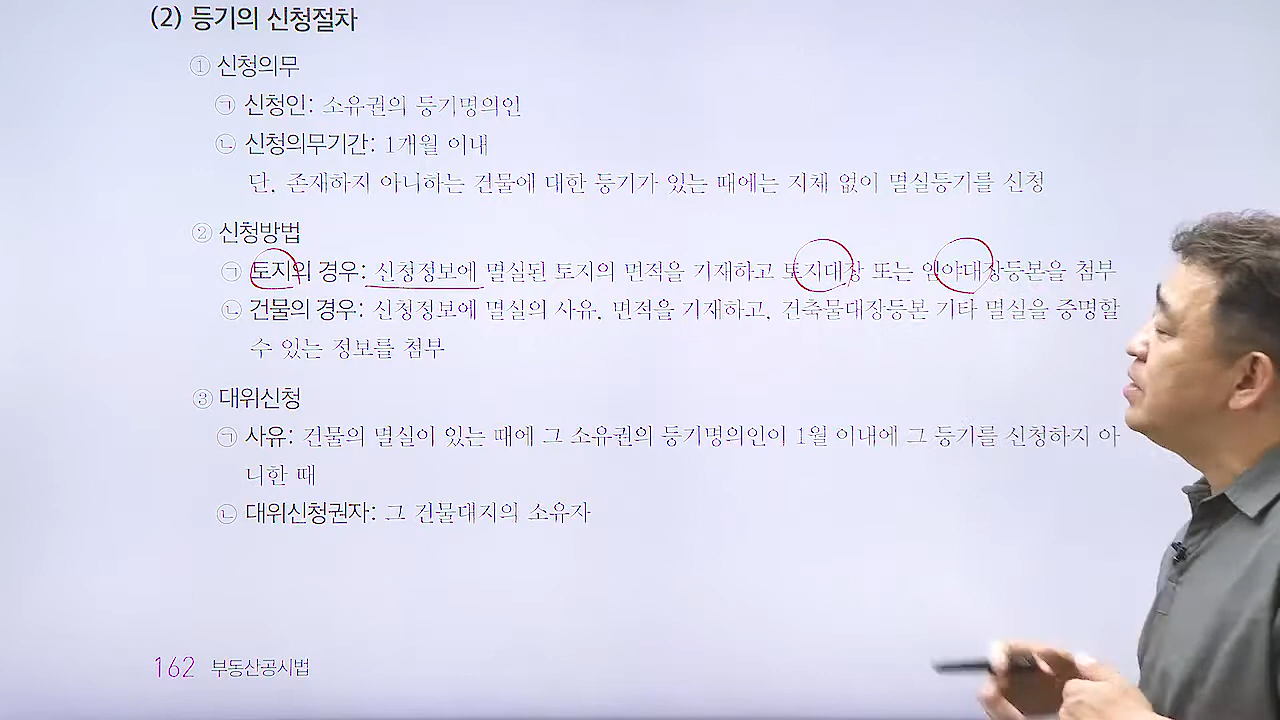 (2) 등기의 신청절차
① 신청의무
㉠ 신청인: 소유권의 등기명의인
㉡ 신청의무기간: 1개월 이내
단, 존재하지 아니하는 건물에 대한 등기가 있는 때에는 지체 없이 멸실등기를 신청
② 신청방법
㉠ 토지의 경우: 신청정보에 멸실된 토지의 면적을 기재하고 토지대장 또는 임야대장등본을 첨부
㉡ 건물의 경우: 신청정보에 멸실의 사유, 면적을 기재하고, 건축물대장등본 기타 멸실을 증명할
수 있는 정보를 첨부
③ 대위신청
㉠ 사유: 건물의 멸실이 있는 때에 그 소유권의 등기명의인이 1월 이내에 그 등기를 신청하지 아
니한 때
㉡ 대위신청권자: 그 건물대지의 소유자
162 부동산공시법